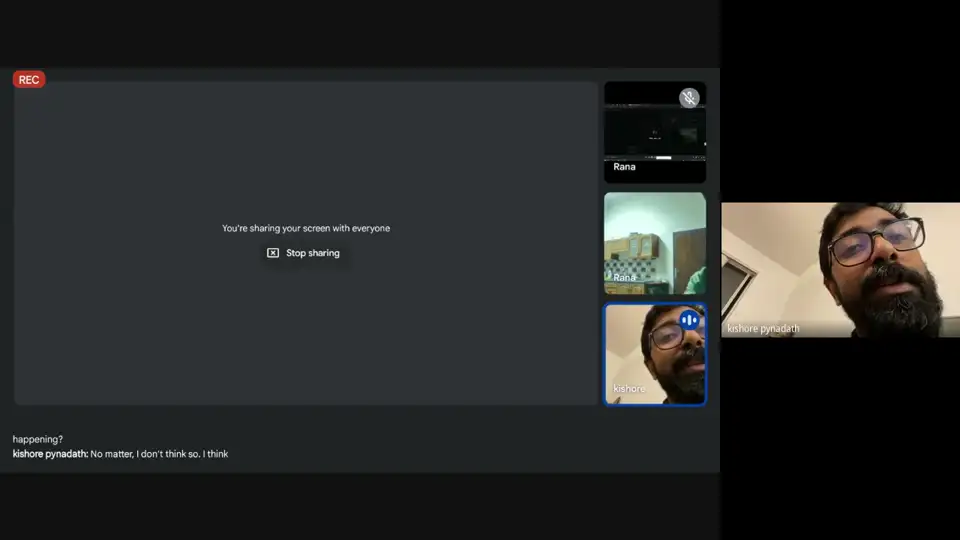 REC
You're sharing your screen with everyone
Stop sharing
Rana
Rana
kishore
kishore pynadath
happening?
kishore pynadath: No matter, I don't think so. I think